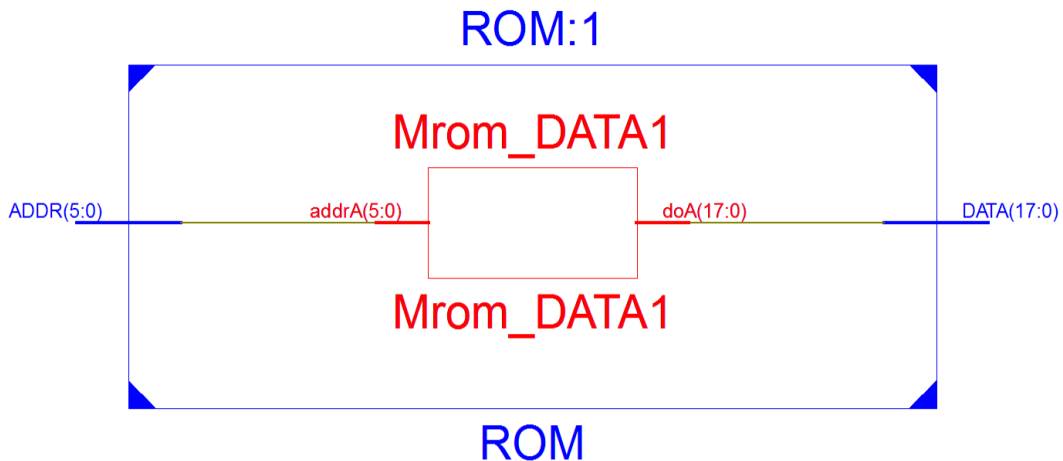 ROM:1
Mrom_DATA1
ADDR(5:0)
addrA(5:0)
doA(17:0)
DATA(17:0)
Mrom_DATA1
ROM